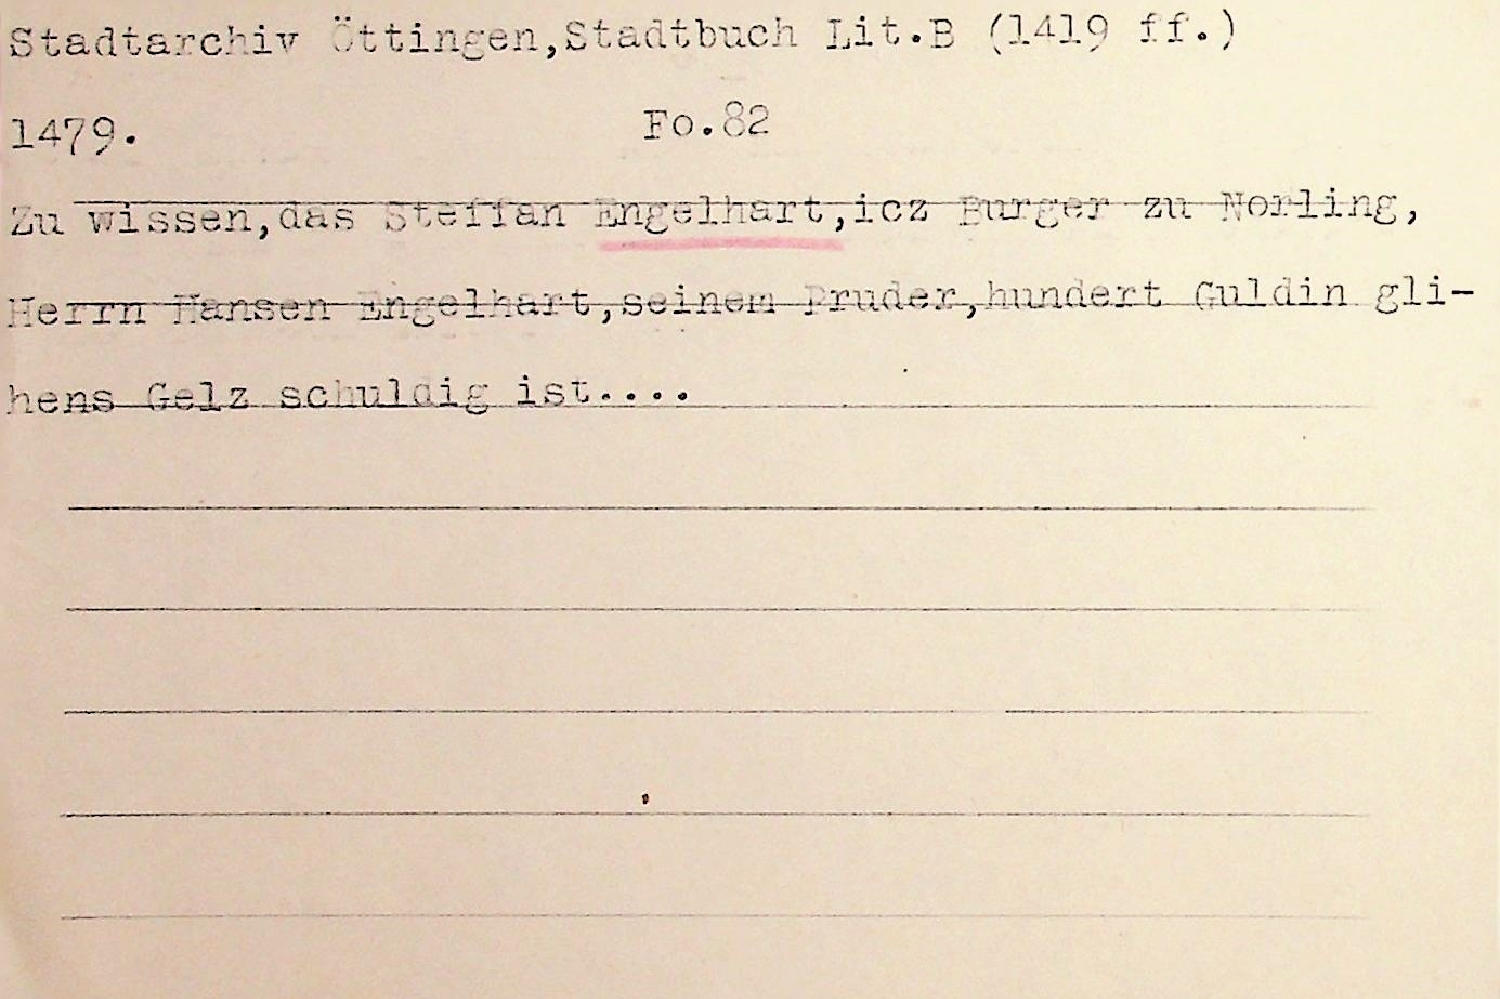 Stadtarchiv Öttingen,Stadtbuch Lit.B (1419 ff.)
1479. Fo.82
Zu wissen,das Steffan Engelhart,icz Burger zu Norling,
Herrn Hansen Engelhart,seinem Pruder,hundert Guldin gli-
hens Gelz schuldig ist....